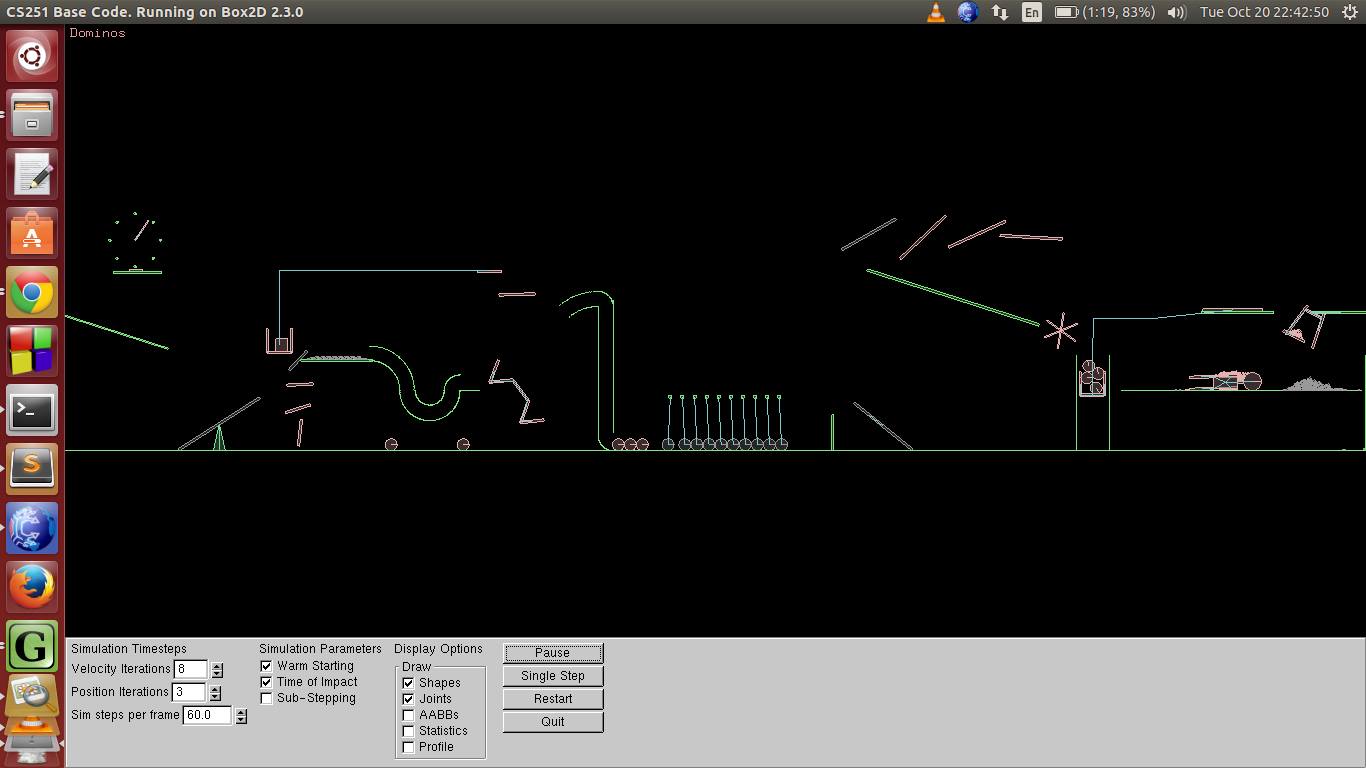 CS251 Base Code. Running on Box2D 2.3.0
En
(1:19, 83%)
Tue Oct 20 22:42:50
Dominos
Simulation Timesteps
Velocity Iterations 8
Position Iterations 3
Sim steps per frame 60.0
Simulation Parameters
Warm Starting
Time of Impact
Sub-Stepping
Display Options
Draw
Shapes
Joints
AABBs
Statistics
Profile
Pause
Single Step
Restart
Quit